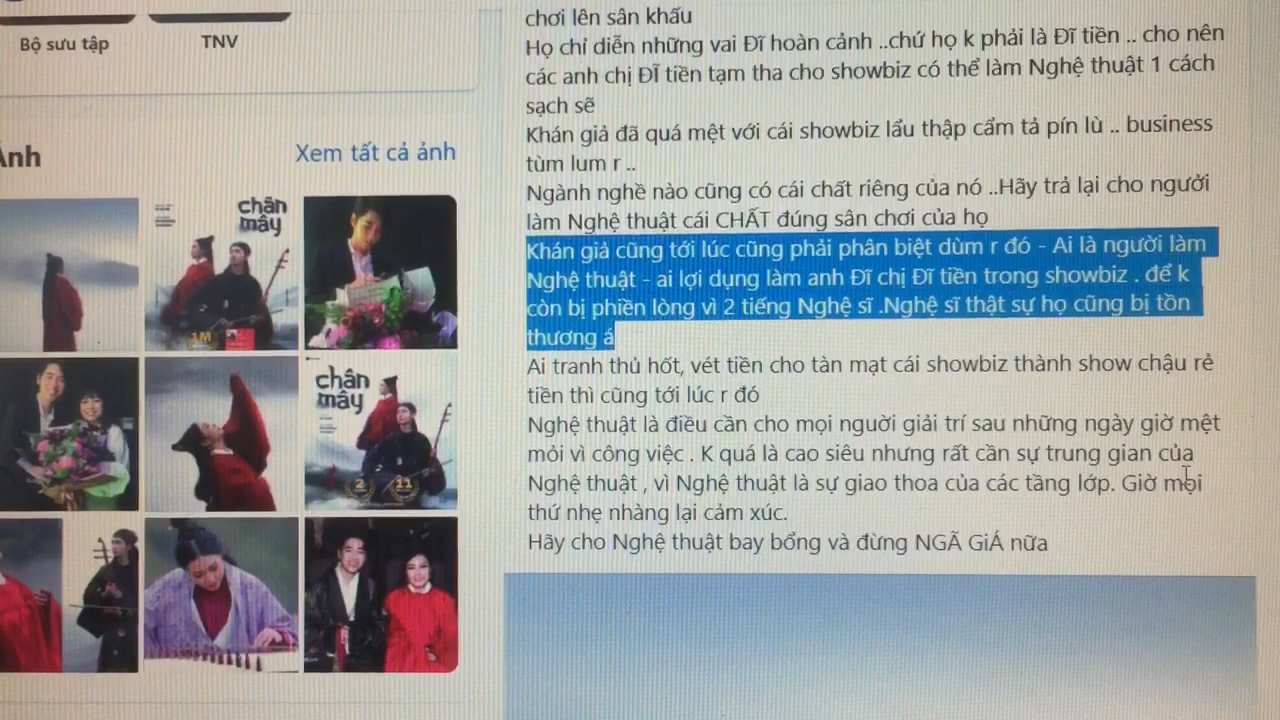 Bộ sưu tập
TNV
Ảnh
Xem tất cả ảnh
chân
mây
1M
chân
mây
2
11
chơi lên sân khấu
Họ chỉ diễn những vai Đĩ hoàn cảnh ..chứ họ k phải là Đĩ tiền .. cho nên
các anh chị ĐĨ tiền tạm tha cho showbiz có thể làm Nghệ thuật 1 cách
sạch sẽ
Khán giả đã quá mệt với cái showbiz lẩu thập cẩm tả pín lù .. business
tùm lum r ..
Ngành nghề nào cũng có cái chất riêng của nó ..Hãy trả lại cho người
làm Nghệ thuật cái CHẤT đúng sân chơi của họ
Khán giả cũng tới lúc cũng phải phân biệt dùm r đó - Ai là người làm
Nghệ thuật - ai lợi dụng làm anh Đĩ chị Đĩ tiền trong showbiz . để k
còn bị phiền lòng vì 2 tiếng Nghệ sĩ .Nghệ sĩ thật sự họ cũng bị tồn
thương á
Ai tranh thủ hốt, vét tiền cho tàn mạt cái showbiz thành show chậu rẻ
tiền thì cũng tới lúc r đó
Nghệ thuật là điều cần cho mọi nguời giải trí sau những ngày giờ mệt
mỏi vì công việc . K quá là cao siêu nhưng rất cần sự trung gian của
Nghệ thuật , vì Nghệ thuật là sự giao thoa của các tầng lớp. Giờ mọi
thứ nhẹ nhàng lại cảm xúc.
Hãy cho Nghệ thuật bay bổng và đừng NGÃ GiÁ nữa